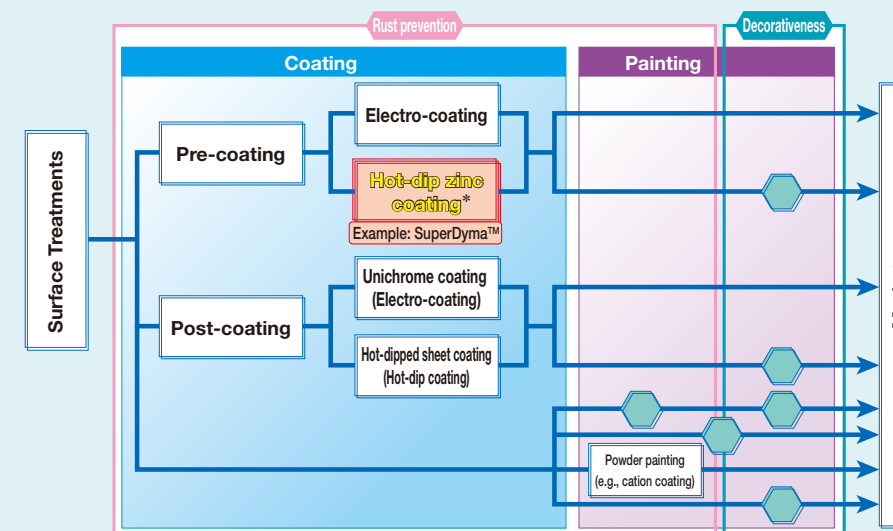 Rust prevention
Decorativeness
Coating
Painting
Surface Treatments
Pre-coating
Electro-coating
Hot-dip zinc
coating*
Example: SuperDyma™
Post-coating
Unichrome coating
(Electro-coating)
Hot-dipped sheet coating
(Hot-dip coating)
Powder painting
(e.g., cation coating)